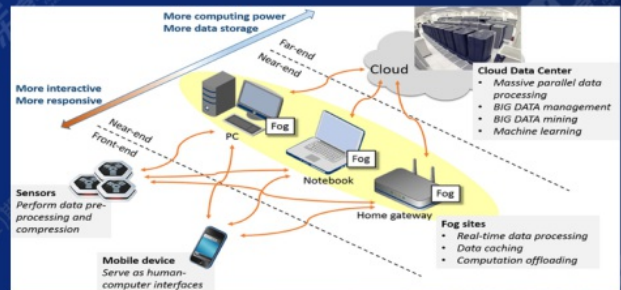 More computing power
More data storage
Far-end
Near-end
Cloud
Cloud Data Center
• Massive parallel data
processing
• BIG DATA management
• BIG DATA mining
• Machine learning
More interactive
More responsive
Near-end
Front-end
PC
Fog
Notebook
Fog
Home gateway
Fog
Sensors
Perform data pre-
processing and
compression
Mobile device
Serve as human-
computer interfaces
Fog sites
• Real-time data processing
• Data caching
• Computation offloading